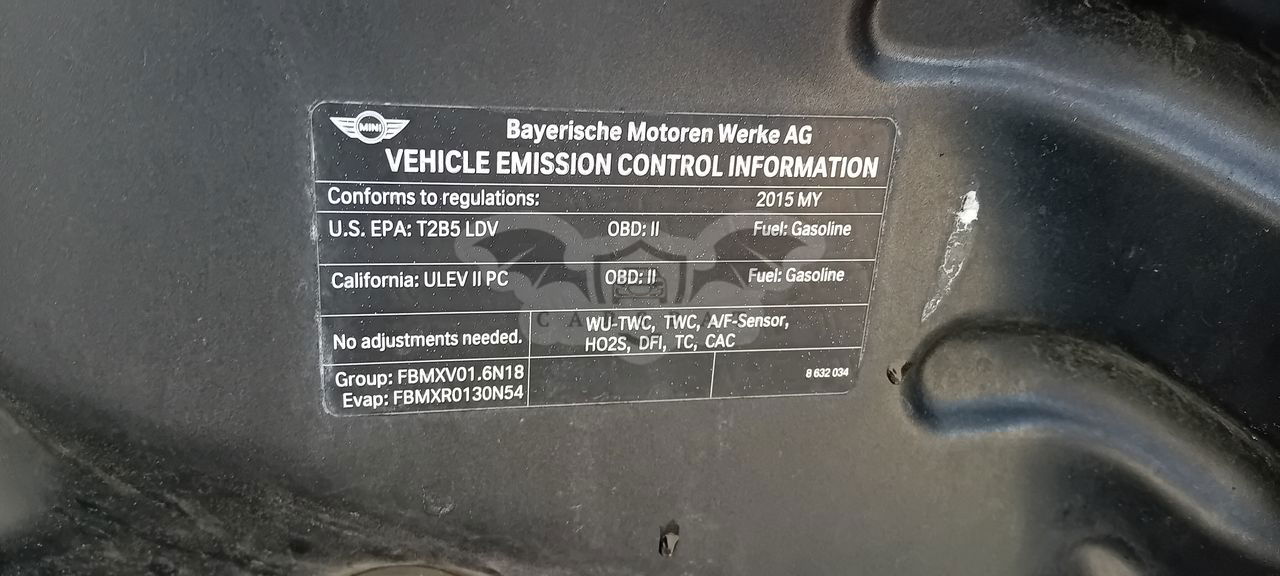 MINI
Bayerische Motoren Werke AG
VEHICLE EMISSION CONTROL INFORMATION
Conforms to regulations: 2015 MY
U.S. EPA: T2B5 LDV OBD: II Fuel: Gasoline
California: ULEV II PC OBD: II Fuel: Gasoline
No adjustments needed.
WU-TWC, TWC, A/F-Sensor,
HO2S, DFI, TC, CAC
Group: FBMXV01.6N18
Evap: FBMXR0130N54
8 632 034